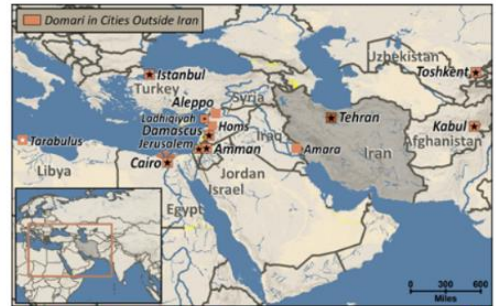 Domari in Cities Outside Iran
Uzbekistan
Toshkent
Istanbul
Turkey
Aleppo
Syria
Ladhiqiyah
Homs
Damascus
Tehran
Kabul
Afghanistan
Tarabulus
Jerusalem
Iraq
Amara
Iran
Cairo
Amman
Libya
Jordan
Israel
Egypt
0 300 600
Miles